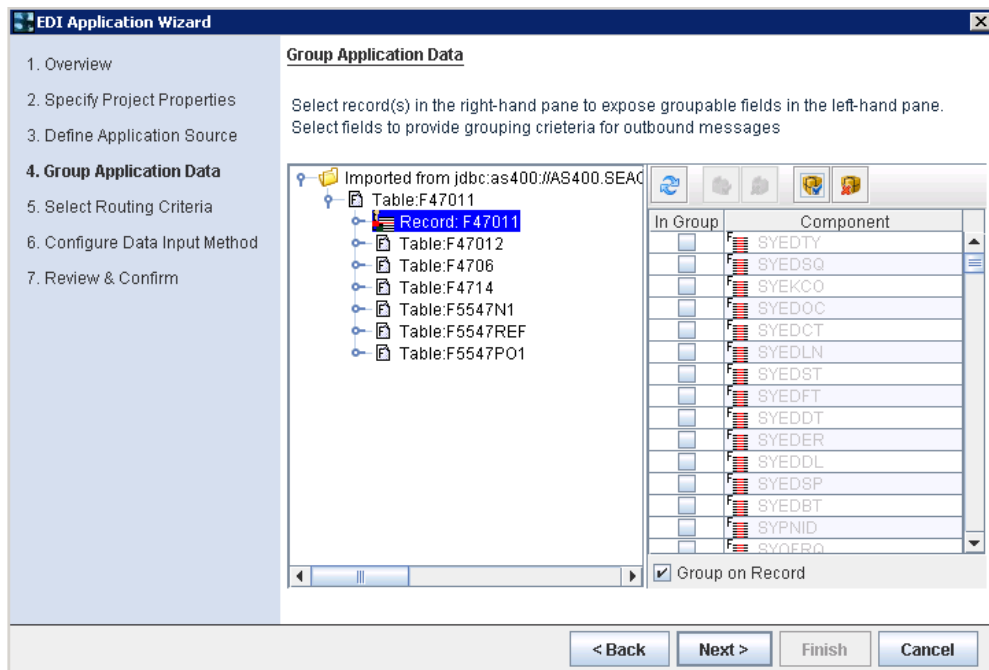 EDI Application Wizard
1. Overview
2. Specify Project Properties
3. Define Application Source
4. Group Application Data
5. Select Routing Criteria
6. Configure Data Input Method
7. Review & Confirm
Group Application Data
Select record(s) in the right-hand pane to expose groupable fields in the left-hand pane.
Select fields to provide grouping crieteria for outbound messages
Imported from jdbc:as400://AS400.SEAC
Table:F47011
Record: F47011
Table:F47012
Table:F4706
Table:F4714
Table:F5547N1
Table:F5547REF
Table:F5547PO1
In Group Component
SYEDTY
SYEDSQ
SYEKCO
SYEDOC
SYEDCT
SYEDLN
SYEDST
SYEDFT
SYEDDT
SYEDER
SYEDDL
SYEDSP
SYEDBT
SYPNID
Group on Record
< Back Next > Finish Cancel